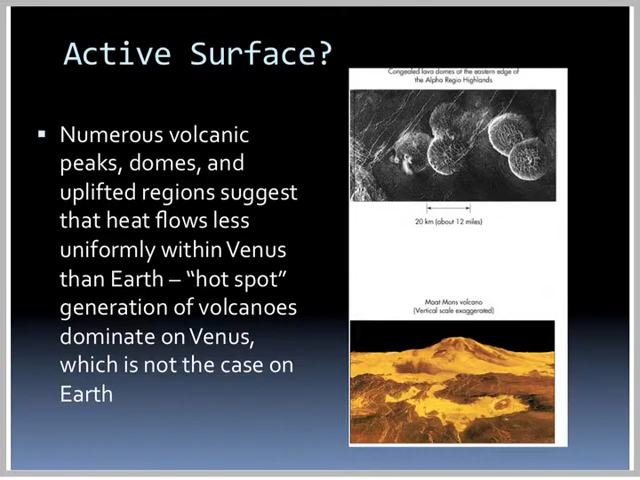 Active Surface?
▪ Numerous volcanic
peaks, domes, and
uplifted regions suggest
that heat flows less
uniformly within Venus
than Earth – “hot spot”
generation of volcanoes
dominate on Venus,
which is not the case on
Earth
Congealed lava domes at the eastern edge of
the Alpha Regio Highlands
20 km (about 12 miles)
Maat Mons volcano
(Vertical scale exaggerated)